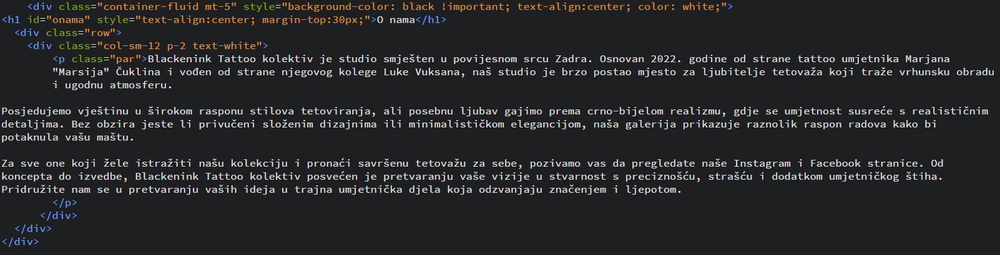 <div class="container-fluid mt-5" style="background-color: black !important; text-align:center; color: white;">
<h1 id="onama" style="text-align:center; margin-top:30px;">O nama</h1>
<div class="row">
<div class="col-sm-12 p-2 text-white">
<p class="par">Blackenink Tattoo kolektiv je studio smješten u povijesnom srcu Zadra. Osnovan 2022. godine od strane tattoo umjetnika Marjana
"Marsija" Čuklina i vođen od strane njegovog kolege Luke Vuksana, naš studio je brzo postao mjesto za ljubitelje tetovaža koji traže vrhunsku obradu
i ugodnu atmosferu.
Posjedujemo vještinu u širokom rasponu stilova tetoviranja, ali posebnu ljubav gajimo prema crno-bijelom realizmu, gdje se umjetnost susreće s realističnim
detaljima. Bez obzira jeste li privučeni složenim dizajnima ili minimalističkom elegancijom, naša galerija prikazuje raznolik raspon radova kako bi
potaknula vašu maštu.
Za sve one koji žele istražiti našu kolekciju i pronaći savršenu tetovažu za sebe, pozivamo vas da pregledate naše Instagram i Facebook stranice. Od
koncepta do izvedbe, Blackenink Tattoo kolektiv posvećen je pretvaranju vaše vizije u stvarnost s preciznošću, strašću i dodatkom umjetničkog štiha.
Pridružite nam se u pretvaranju vaših ideja u trajna umjetnička djela koja odzvanjaju značenjem i ljepotom.
</p>
</div>
</div>
</div>